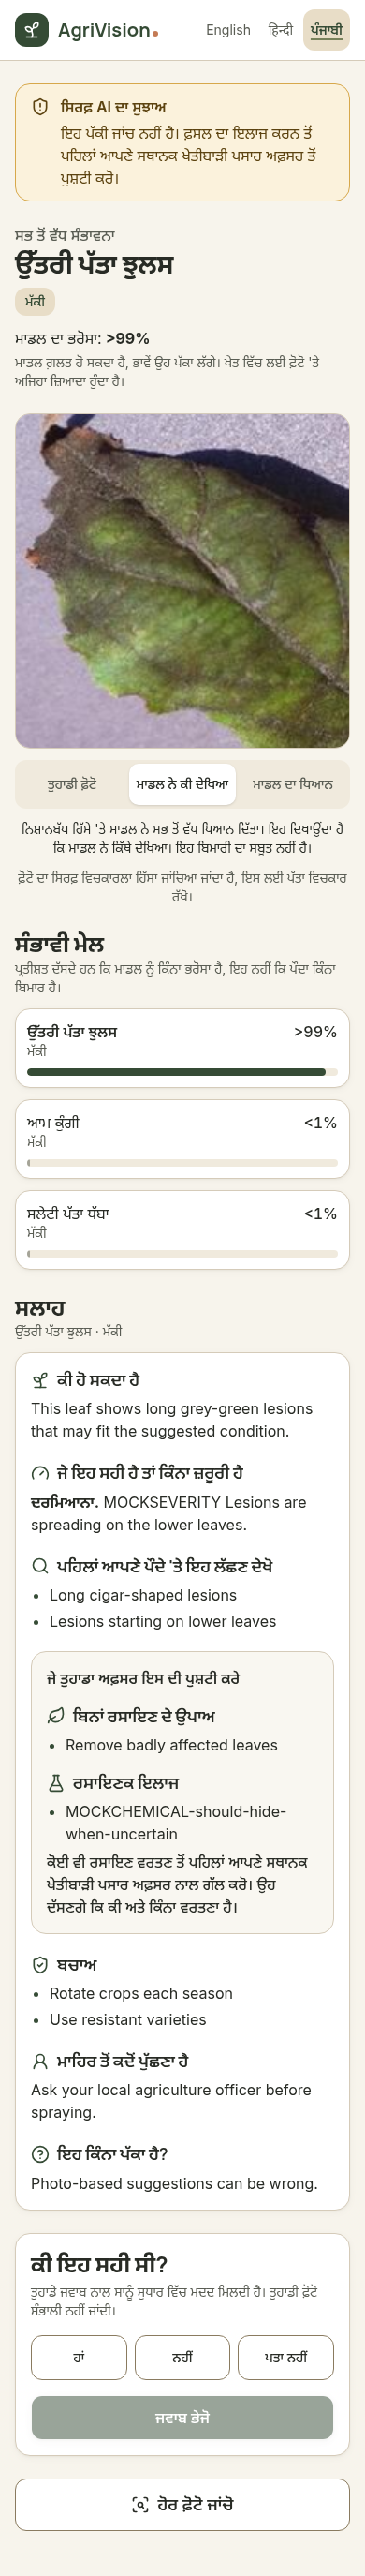 AgriVision
English हिन्दी ਪੰਜਾਬੀ
ਸਿਰਫ਼ AI ਦਾ ਸੁਝਾਅ
ਇਹ ਪੱਕੀ ਜਾਂਚ ਨਹੀਂ ਹੈ। ਫ਼ਸਲ ਦਾ ਇਲਾਜ ਕਰਨ ਤੋਂ
ਪਹਿਲਾਂ ਆਪਣੇ ਸਥਾਨਕ ਖੇਤੀਬਾੜੀ ਪਸਾਰ ਅਫ਼ਸਰ ਤੋਂ
ਪੁਸ਼ਟੀ ਕਰੋ।
ਸਭ ਤੋਂ ਵੱਧ ਸੰਭਾਵਨਾ
ਉੱਤਰੀ ਪੱਤਾ ਝੁਲਸ
ਮੱਕੀ
ਮਾਡਲ ਦਾ ਭਰੋਸਾ: >99%
ਮਾਡਲ ਗ਼ਲਤ ਹੋ ਸਕਦਾ ਹੈ, ਭਾਵੇਂ ਉਹ ਪੱਕਾ ਲੱਗੇ। ਖੇਤ ਵਿੱਚ ਲਈ ਫ਼ੋਟੋ 'ਤੇ
ਅਜਿਹਾ ਜ਼ਿਆਦਾ ਹੁੰਦਾ ਹੈ।
ਤੁਹਾਡੀ ਫ਼ੋਟੋ ਮਾਡਲ ਨੇ ਕੀ ਦੇਖਿਆ ਮਾਡਲ ਦਾ ਧਿਆਨ
ਨਿਸ਼ਾਨਬੱਧ ਹਿੱਸੇ 'ਤੇ ਮਾਡਲ ਨੇ ਸਭ ਤੋਂ ਵੱਧ ਧਿਆਨ ਦਿੱਤਾ। ਇਹ ਦਿਖਾਉਂਦਾ ਹੈ
ਕਿ ਮਾਡਲ ਨੇ ਕਿੱਥੇ ਦੇਖਿਆ। ਇਹ ਬਿਮਾਰੀ ਦਾ ਸਬੂਤ ਨਹੀਂ ਹੈ।
ਫ਼ੋਟੋ ਦਾ ਸਿਰਫ਼ ਵਿਚਕਾਰਲਾ ਹਿੱਸਾ ਜਾਂਚਿਆ ਜਾਂਦਾ ਹੈ, ਇਸ ਲਈ ਪੱਤਾ ਵਿਚਕਾਰ
ਰੱਖੋ।
ਸੰਭਾਵੀ ਮੇਲ
ਪ੍ਰਤੀਸ਼ਤ ਦੱਸਦੇ ਹਨ ਕਿ ਮਾਡਲ ਨੂੰ ਕਿੰਨਾ ਭਰੋਸਾ ਹੈ, ਇਹ ਨਹੀਂ ਕਿ ਪੌਦਾ ਕਿੰਨਾ
ਬਿਮਾਰ ਹੈ।
ਉੱਤਰੀ ਪੱਤਾ ਝੁਲਸ >99%
ਮੱਕੀ
ਆਮ ਕੁੰਗੀ <1%
ਮੱਕੀ
ਸਲੇਟੀ ਪੱਤਾ ਧੱਬਾ <1%
ਮੱਕੀ
ਸਲਾਹ
ਉੱਤਰੀ ਪੱਤਾ ਝੁਲਸ · ਮੱਕੀ
ਕੀ ਹੋ ਸਕਦਾ ਹੈ
This leaf shows long grey-green lesions
that may fit the suggested condition.
ਜੇ ਇਹ ਸਹੀ ਹੈ ਤਾਂ ਕਿੰਨਾ ਜ਼ਰੂਰੀ ਹੈ
ਦਰਮਿਆਨਾ. MOCKSEVERITY Lesions are
spreading on the lower leaves.
ਪਹਿਲਾਂ ਆਪਣੇ ਪੌਦੇ 'ਤੇ ਇਹ ਲੱਛਣ ਦੇਖੋ
• Long cigar-shaped lesions
• Lesions starting on lower leaves
ਜੇ ਤੁਹਾਡਾ ਅਫ਼ਸਰ ਇਸ ਦੀ ਪੁਸ਼ਟੀ ਕਰੇ
ਬਿਨਾਂ ਰਸਾਇਣ ਦੇ ਉਪਾਅ
• Remove badly affected leaves
ਰਸਾਇਣਕ ਇਲਾਜ
• MOCKCHEMICAL-should-hide-
when-uncertain
ਕੋਈ ਵੀ ਰਸਾਇਣ ਵਰਤਣ ਤੋਂ ਪਹਿਲਾਂ ਆਪਣੇ ਸਥਾਨਕ
ਖੇਤੀਬਾੜੀ ਪਸਾਰ ਅਫ਼ਸਰ ਨਾਲ ਗੱਲ ਕਰੋ। ਉਹ
ਦੱਸਣਗੇ ਕਿ ਕੀ ਅਤੇ ਕਿੰਨਾ ਵਰਤਣਾ ਹੈ।
ਬਚਾਅ
• Rotate crops each season
• Use resistant varieties
ਮਾਹਿਰ ਤੋਂ ਕਦੋਂ ਪੁੱਛਣਾ ਹੈ
Ask your local agriculture officer before
spraying.
ਇਹ ਕਿੰਨਾ ਪੱਕਾ ਹੈ?
Photo-based suggestions can be wrong.
ਕੀ ਇਹ ਸਹੀ ਸੀ?
ਤੁਹਾਡੇ ਜਵਾਬ ਨਾਲ ਸਾਨੂੰ ਸੁਧਾਰ ਵਿੱਚ ਮਦਦ ਮਿਲਦੀ ਹੈ। ਤੁਹਾਡੀ ਫ਼ੋਟੋ
ਸੰਭਾਲੀ ਨਹੀਂ ਜਾਂਦੀ।
ਹਾਂ ਨਹੀਂ ਪਤਾ ਨਹੀਂ
ਜਵਾਬ ਭੇਜੋ
ਹੋਰ ਫ਼ੋਟੋ ਜਾਂਚੋ